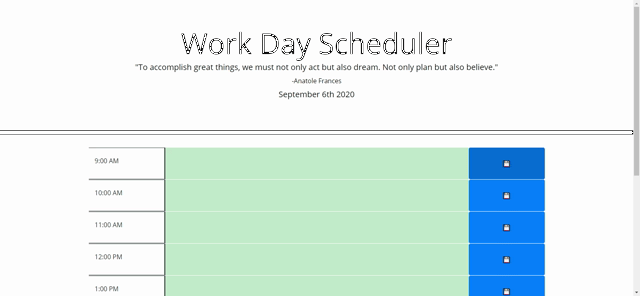 Work Day Scheduler
"To accomplish great things, we must not only act but also dream. Not only plan but also believe."
-Anatole Frances
September 6th 2020
9:00 AM
10:00 AM
11:00 AM
12:00 PM
1:00 PM